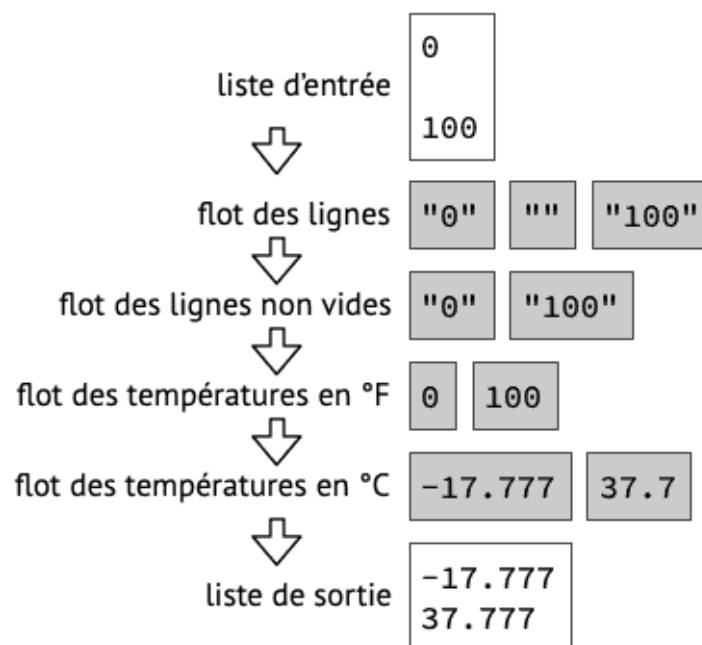 0
liste d'entrée
100
flot des lignes "0" "" "100"
flot des lignes non vides "0" "100"
flot des températures en °F 0 100
flot des températures en °C -17.777 37.7
-17.777
liste de sortie
37.777